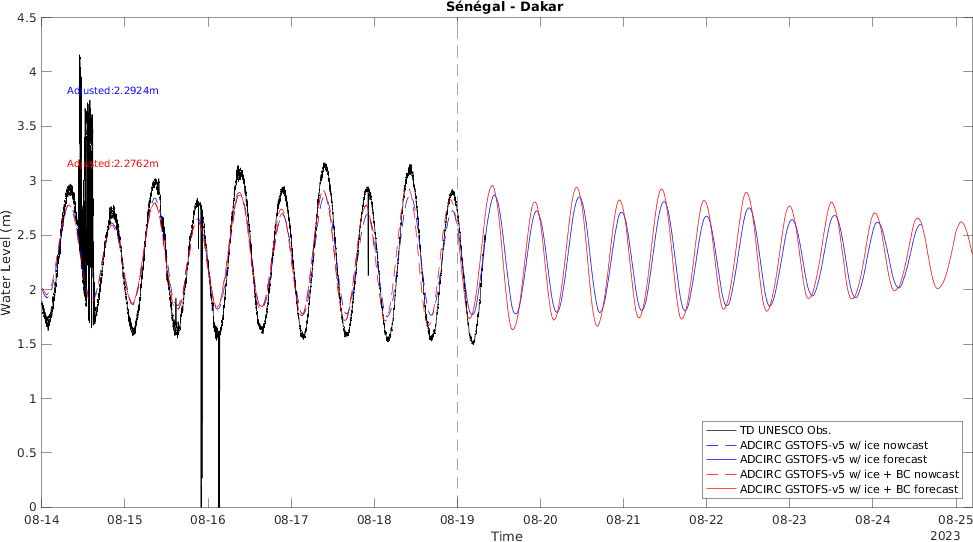 Sénégal - Dakar
4.5
4
3.5
3
2.5
2
1.5
1
0.5
0
Water Level (m)
Adjusted:2.2924m
Adjusted:2.2762m
TD UNESCO Obs.
ADCIRC GSTOFS-v5 w/ ice nowcast
ADCIRC GSTOFS-v5 w/ ice forecast
ADCIRC GSTOFS-v5 w/ ice + BC nowcast
ADCIRC GSTOFS-v5 w/ ice + BC forecast
08-14 08-15 08-16 08-17 08-18 08-19 08-20 08-21 08-22 08-23 08-24 08-25
Time
2023